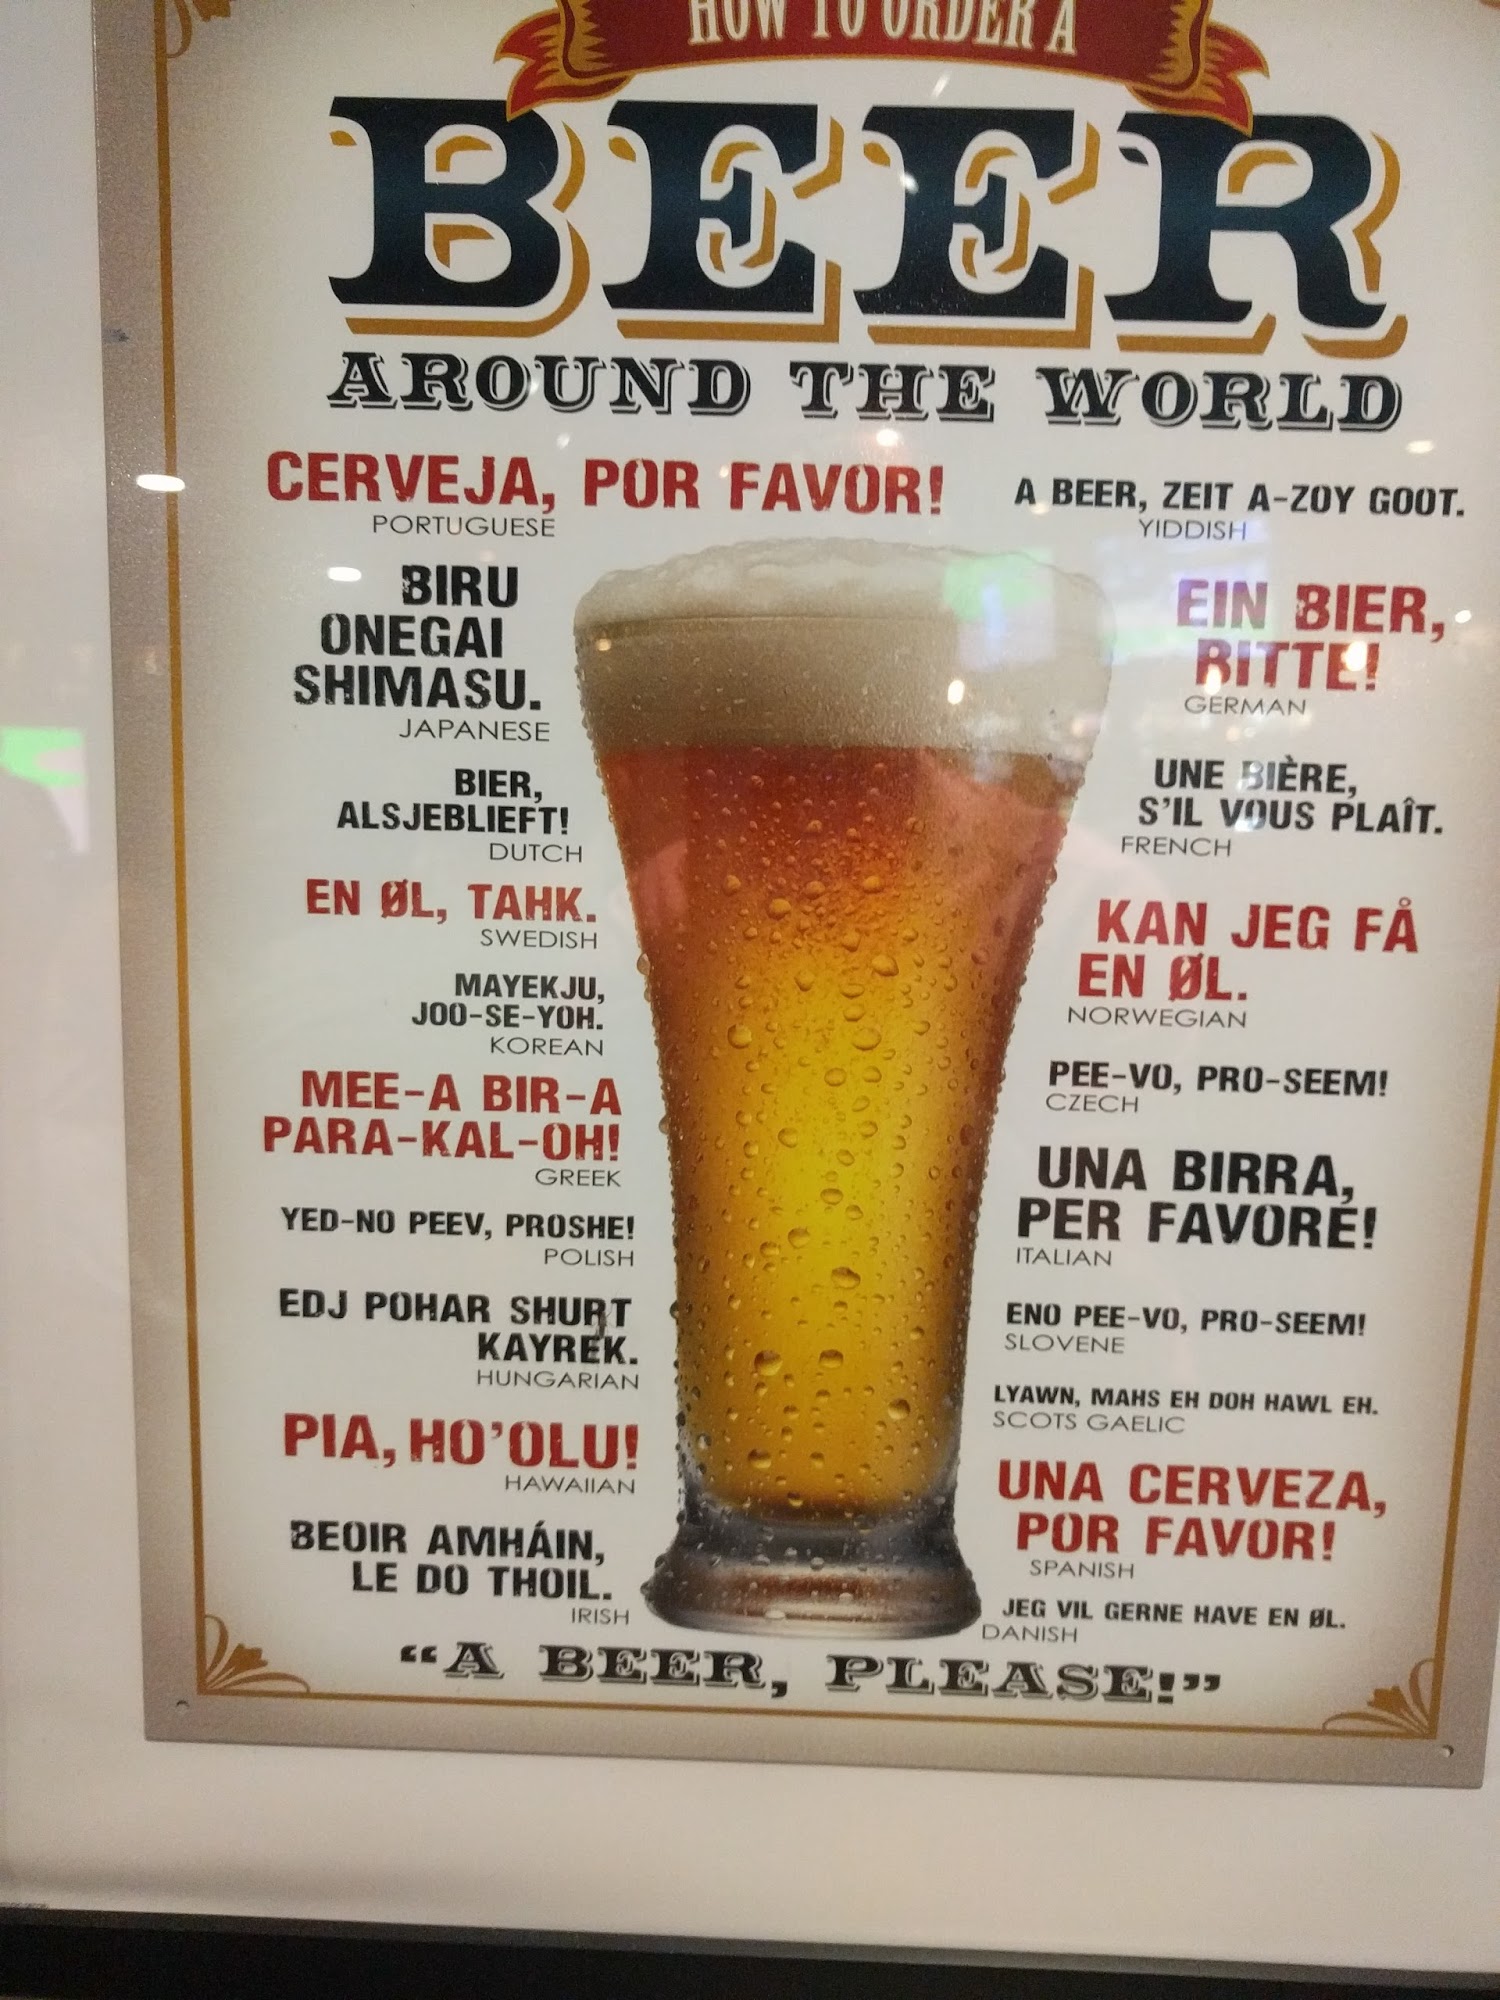 HOW TO ORDER A
BEER
AROUND THE WORLD
CERVEJA, POR FAVOR!
PORTUGUESE
BIRU
ONEGAI
SHIMASU.
JAPANESE
BIER,
ALSJEBLIEFT!
DUTCH
EN ØL, TAHK.
SWEDISH
MAYEKJU,
JOO-SE-YOH.
KOREAN
MEE-A BIR-A
PARA-KAL-OH!
GREEK
YED-NO PEEV, PROSHE!
POLISH
EDJ POHAR SHURT
KAYREK.
HUNGARIAN
PIA, HO'OLU!
HAWAIIAN
BEOIR AMHÁIN,
LE DO THOIL.
IRISH
A BEER, ZEIT A-ZOY GOOT.
YIDDISH
EIN BIER,
BITTE!
GERMAN
UNE BIÈRE,
S'IL VOUS PLAÎT.
FRENCH
KAN JEG FÅ
EN ØL.
NORWEGIAN
PEE-VO, PRO-SEEM!
CZECH
UNA BIRRA,
PER FAVORE!
ITALIAN
ENO PEE-VO, PRO-SEEM!
SLOVENE
LYAWN, MAHS EH DOH HAWL EH.
SCOTS GAELIC
UNA CERVEZA,
POR FAVOR!
SPANISH
JEG VIL GERNE HAVE EN ØL.
DANISH
"A BEER, PLEASE!"